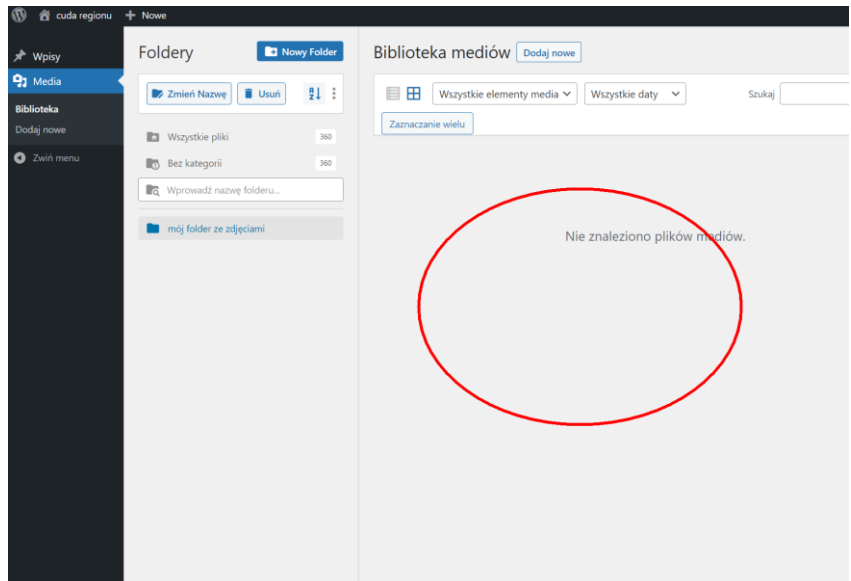 cuda regionu + Nowe
Wpisy
Media
Biblioteka
Dodaj nowe
Zwiń menu
Foldery
Nowy Folder
Zmień Nazwę
Usuń
Wszystkie pliki 360
Bez kategorii 360
Wprowadź nazwę folderu...
mój folder ze zdjęciami
Biblioteka mediów Dodaj nowe
Wszystkie elementy media Wszystkie daty Szukaj
Zaznaczanie wielu
Nie znaleziono plików mediów.